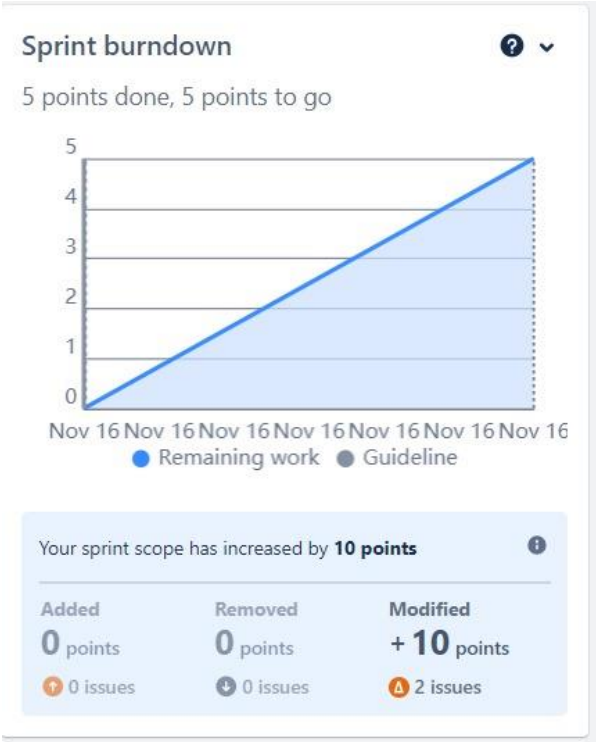 Sprint burndown
5 points done, 5 points to go
5
4
3
2
1
0
Nov 16 Nov 16 Nov 16 Nov 16 Nov 16 Nov 16 Nov 16
Remaining work Guideline
Your sprint scope has increased by 10 points
Added Removed Modified
0 points 0 points + 10 points
0 issues 0 issues 2 issues